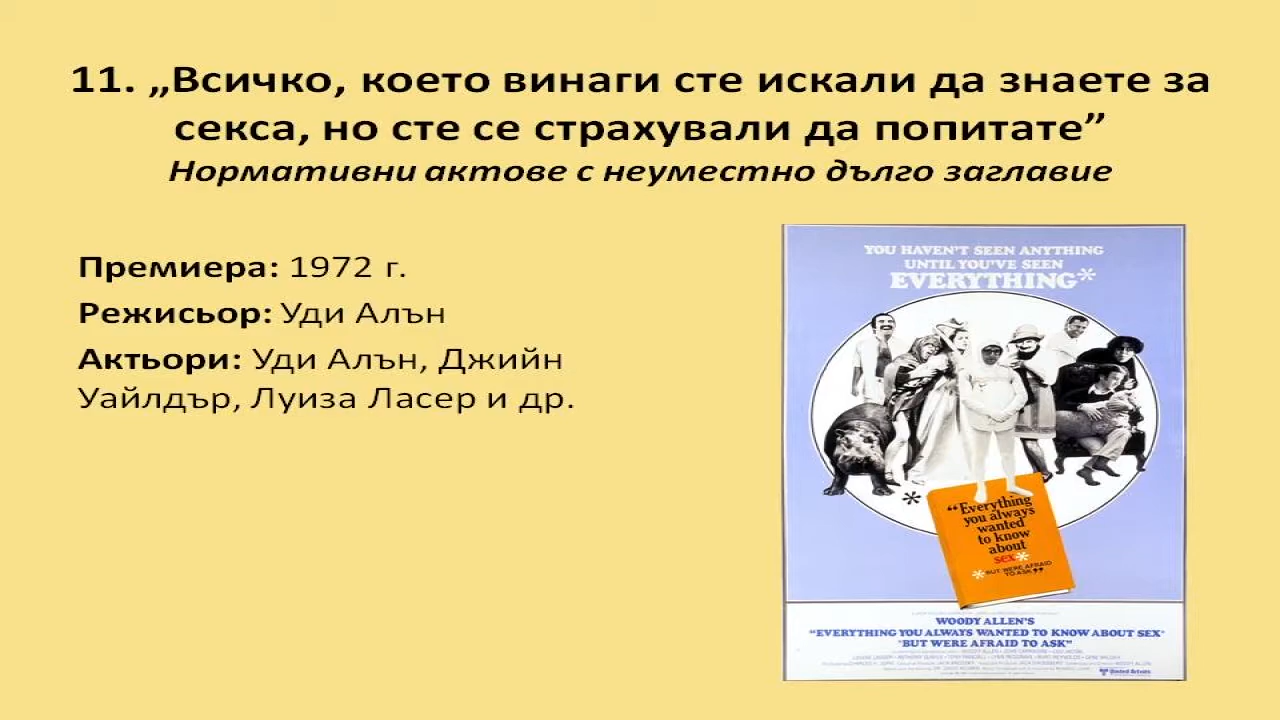 11. „Всичко, което винаги сте искали да знаете за
секса, но сте се страхували да попитате”
Нормативни актове с неуместно дълго заглавие
Премиера: 1972 г.
Режисьор: Уди Алън
Актьори: Уди Алън, Джийн
Уайлдър, Луиза Ласер и др.
YOU HAVEN'T SEEN ANYTHING
UNTIL YOU'VE SEEN
EVERYTHING*
*
“Everything
you always
wanted
to know
about
sex*
*BUT WERE AFRAID
TO ASK”
WOODY ALLEN'S
"EVERYTHING YOU ALWAYS WANTED TO KNOW ABOUT SEX*
*BUT WERE AFRAID TO ASK"
United Artists